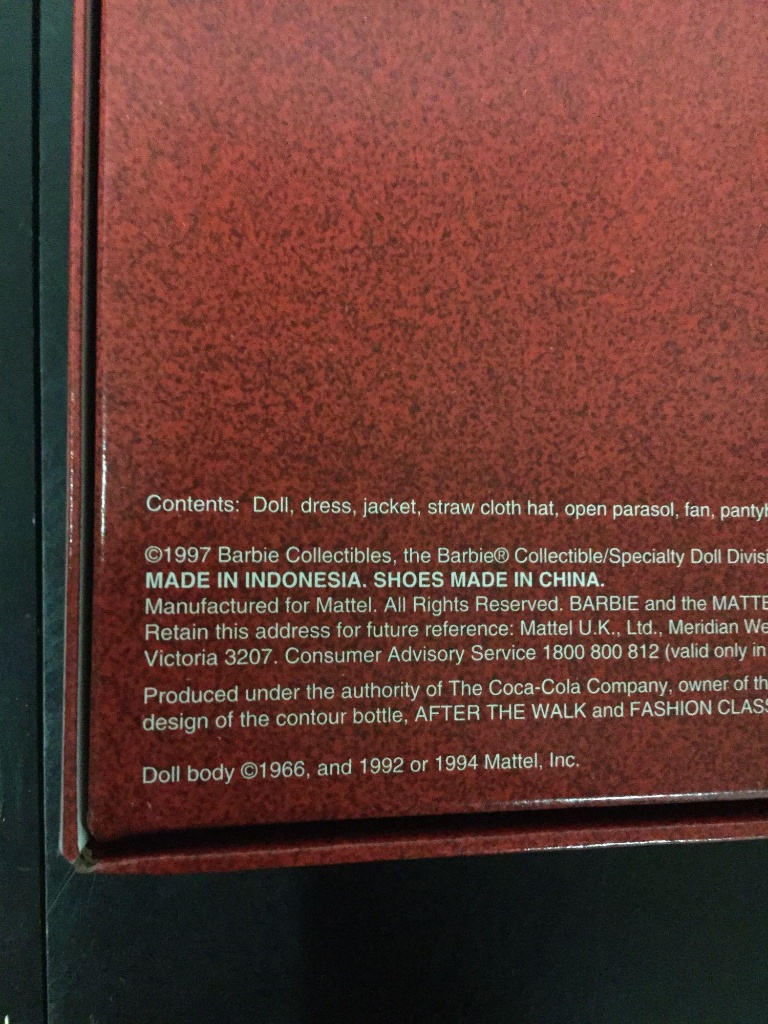 Contents: Doll, dress, jacket, straw cloth hat, open parasol, fan,
©1997 Barbie Collectibles, the Barbie® Collectible/Specialty Doll
MADE IN INDONESIA. SHOES MADE IN CHINA.
Manufactured for Mattel. All Rights Reserved. BARBIE and the
Retain this address for future reference: Mattel U.K., Ltd., Meridian
Victoria 3207. Consumer Advisory Service 1800 800 812 (valid only in
Produced under the authority of The Coca-Cola Company, owner of
design of the contour bottle, AFTER THE WALK and FASHION
Doll body ©1966, and 1992 or 1994 Mattel, Inc.